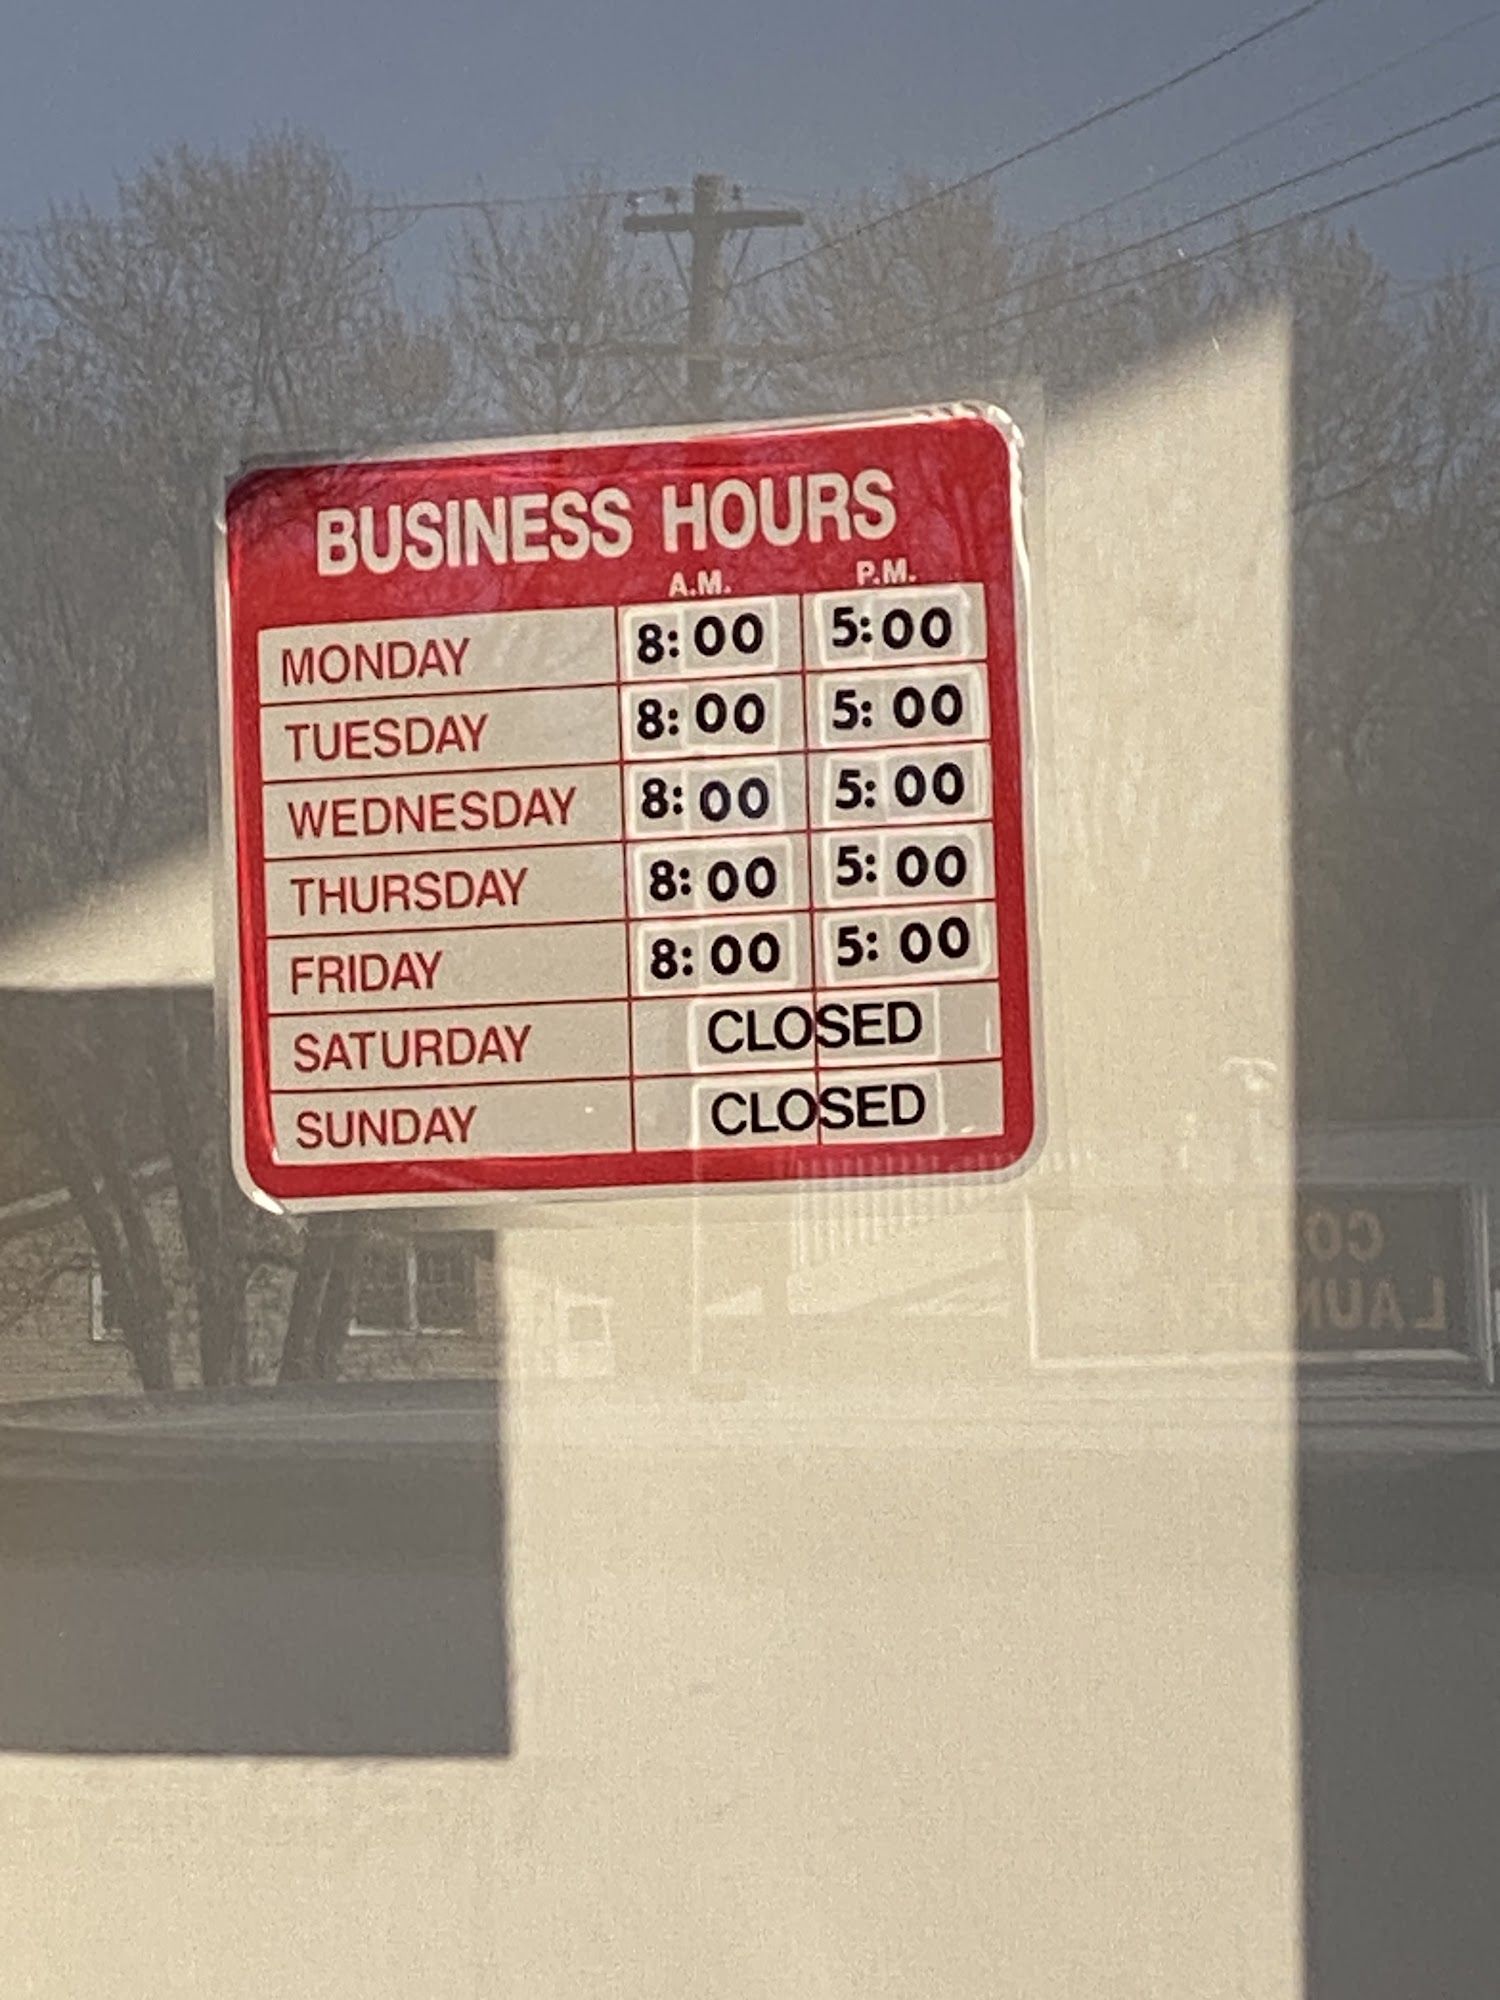 BUSINESS HOURS
A.M. P.M.
MONDAY 8:00 5:00
TUESDAY 8:00 5:00
WEDNESDAY 8:00 5:00
THURSDAY 8:00 5:00
FRIDAY 8:00 5:00
SATURDAY CLOSED
SUNDAY CLOSED
LAUNDRY